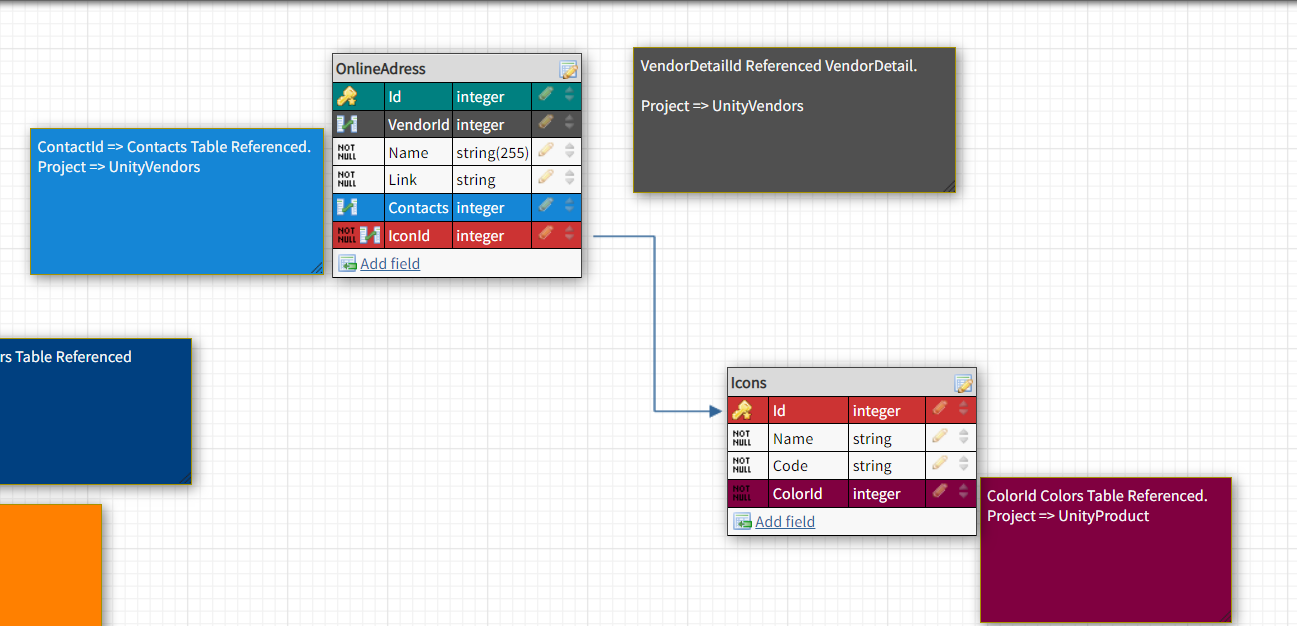 OnlineAdress
Id integer
VendorId integer
NOT NULL Name string(255)
NOT NULL Link string
Contacts integer
NOT NULL IconId integer
Add field
VendorDetailId Referenced VendorDetail.
Project => UnityVendors
ContactId => Contacts Table Referenced.
Project => UnityVendors
rs Table Referenced
Icons
Id integer
NOT NULL Name string
NOT NULL Code string
NOT NULL ColorId integer
Add field
ColorId Colors Table Referenced.
Project => UnityProduct